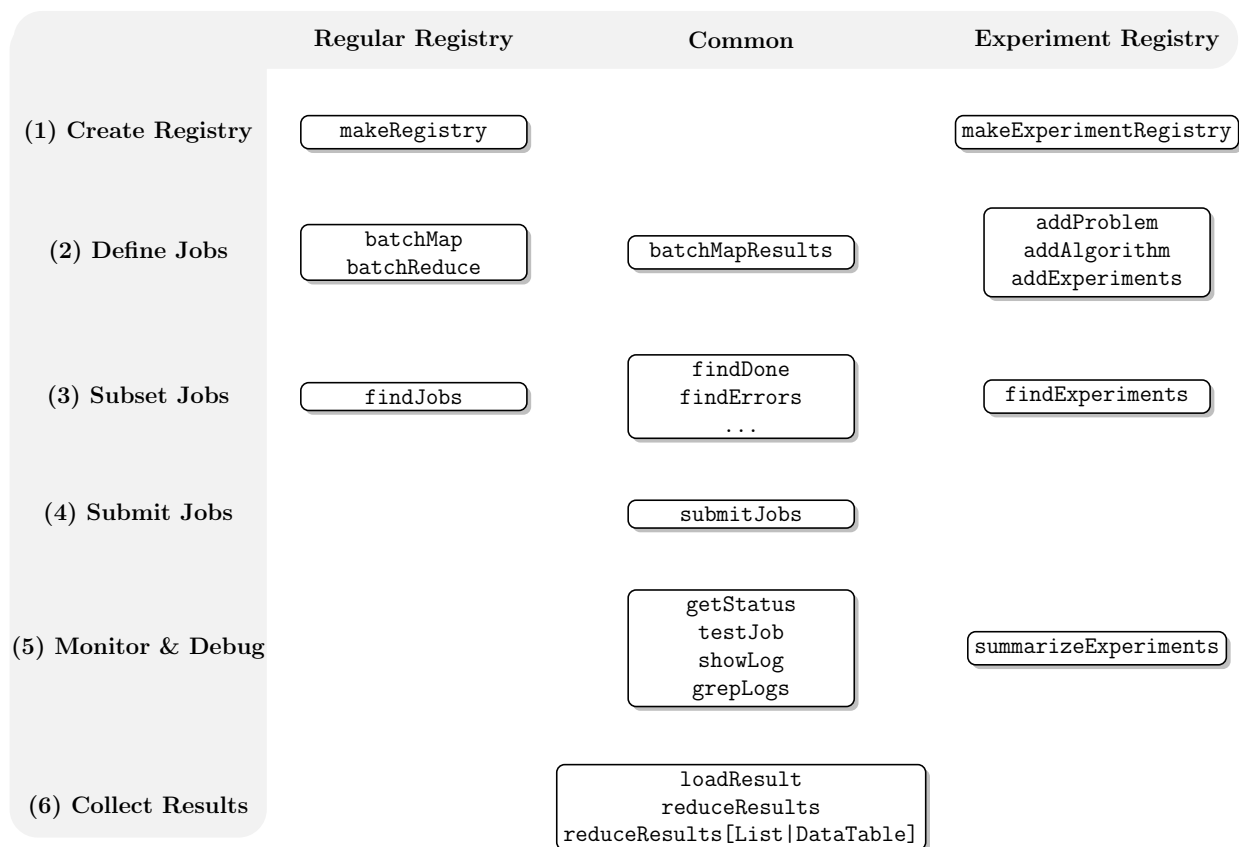 Regular Registry Common Experiment Registry
(1) Create Registry makeRegistry makeExperimentRegistry
(2) Define Jobs
batchMap
batchReduce
batchMapResults
addProblem
addAlgorithm
addExperiments
(3) Subset Jobs findJobs
findDone
findErrors
...
findExperiments
(4) Submit Jobs submitJobs
(5) Monitor & Debug
getStatus
testJob
showLog
grepLogs
summarizeExperiments
(6) Collect Results
loadResult
reduceResults
reduceResults[List|DataTable]